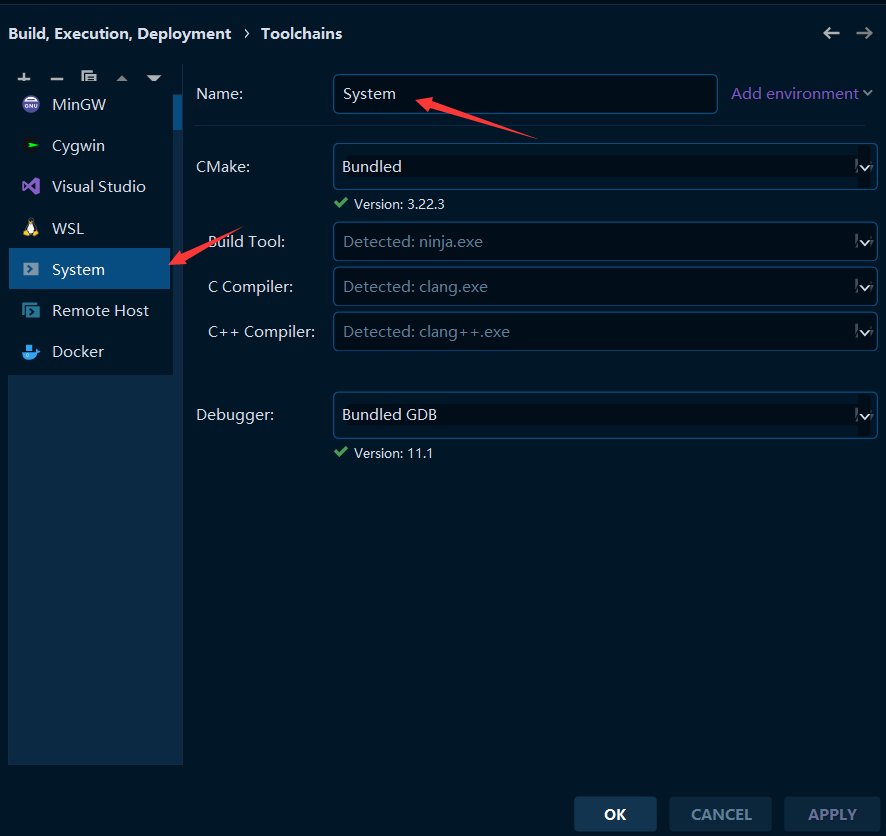 Build, Execution, Deployment › Toolchains
MinGW
Cygwin
Visual Studio
WSL
System
Remote Host
Docker
Name:
System
Add environment
CMake:
Bundled
Version: 3.22.3
Build Tool:
Detected: ninja.exe
C Compiler:
Detected: clang.exe
C++ Compiler:
Detected: clang++.exe
Debugger:
Bundled GDB
Version: 11.1
OK
CANCEL
APPLY